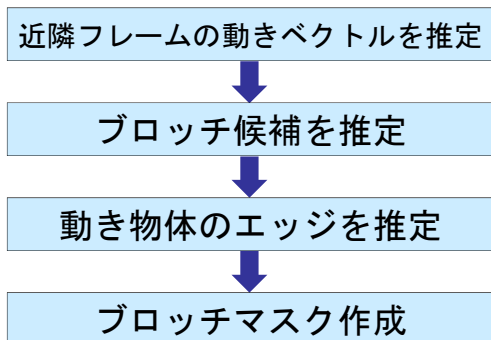 近隣フレームの動きベクトルを推定
ブロッチ候補を推定
動き物体のエッジを推定
ブロッチマスク作成